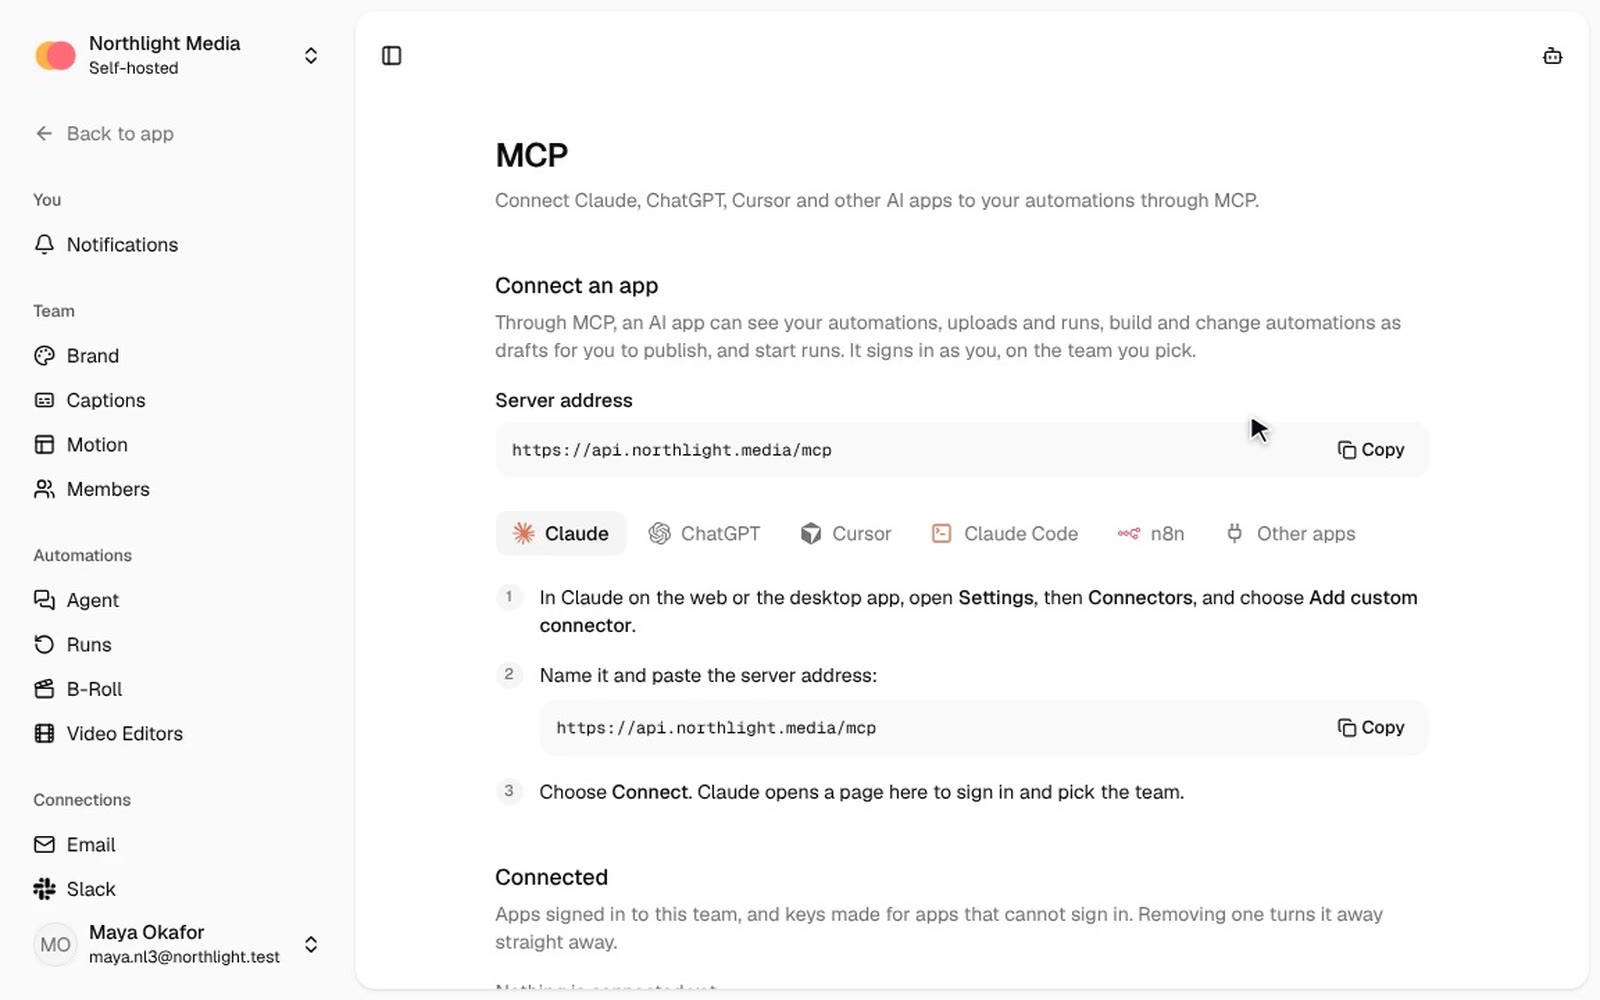 Northlight Media
Self-hosted
Back to app
You
Notifications
Team
Brand
Captions
Motion
Members
Automations
Agent
Runs
B-Roll
Video Editors
Connections
Email
Slack
MO
Maya Okafor
maya.nl3@northlight.test
MCP
Connect Claude, ChatGPT, Cursor and other AI apps to your automations through MCP.
Connect an app
Through MCP, an AI app can see your automations, uploads and runs, build and change automations as
drafts for you to publish, and start runs. It signs in as you, on the team you pick.
Server address
https://api.northlight.media/mcp Copy
Claude ChatGPT Cursor Claude Code n8n Other apps
1 In Claude on the web or the desktop app, open Settings, then Connectors, and choose Add custom
connector.
2 Name it and paste the server address:
https://api.northlight.media/mcp Copy
3 Choose Connect. Claude opens a page here to sign in and pick the team.
Connected
Apps signed in to this team, and keys made for apps that cannot sign in. Removing one turns it away
straight away.